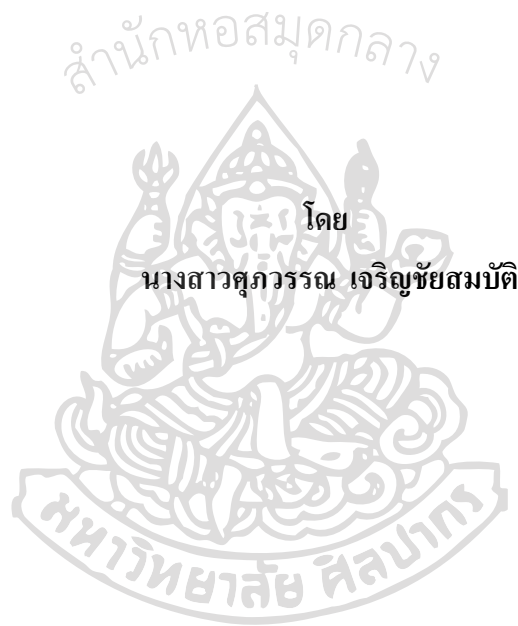 สำนักหอสมุดกลาง
โดย
นางสาวศุภวรรณ เจริญชัยสมบัติ
มหาวิทยาลัย ศิลปากร